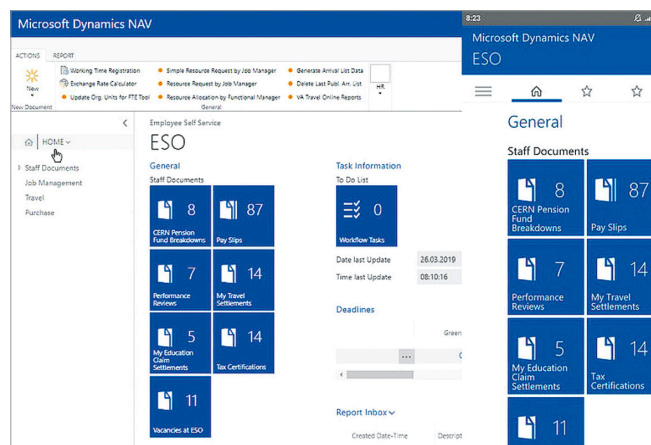 Microsoft Dynamics NAV
ACTIONS REPORT
New
New Document
Working Time Registration
Exchange Rate Calculator
Update Org. Units for FTE Tool
Simple Resource Request by Job Manager
Resource Request by Job Manager
Resource Allocation by Functional Manager
Generate Arrival List Data
Delete Last Publ. Arr. List
VA Travel Online Reports
General
HR
HOME
Staff Documents
Job Management
Travel
Purchase
Employee Self Service
ESO
General
Staff Documents
8
CERN Pension
Fund Breakdowns
87
Pay Slips
7
Performance
Reviews
14
My Travel
Settlements
5
My Education
Claim
Settlements
14
Tax Certifications
11
Vacancies at ESO
Task Information
To Do List
0
Workflow Tasks
Date last Update 26.03.2019
Time last Update 08:10:16
Deadlines
Green
Report Inbox
Created Date-Time Descript
8:23
Microsoft Dynamics NAV
ESO
General
Staff Documents
8
CERN Pension
Fund
Breakdowns
87
Pay Slips
7
Performance
Reviews
14
My Travel
Settlements
5
My Education
Claim
Settlements
14
Tax
Certifications
11